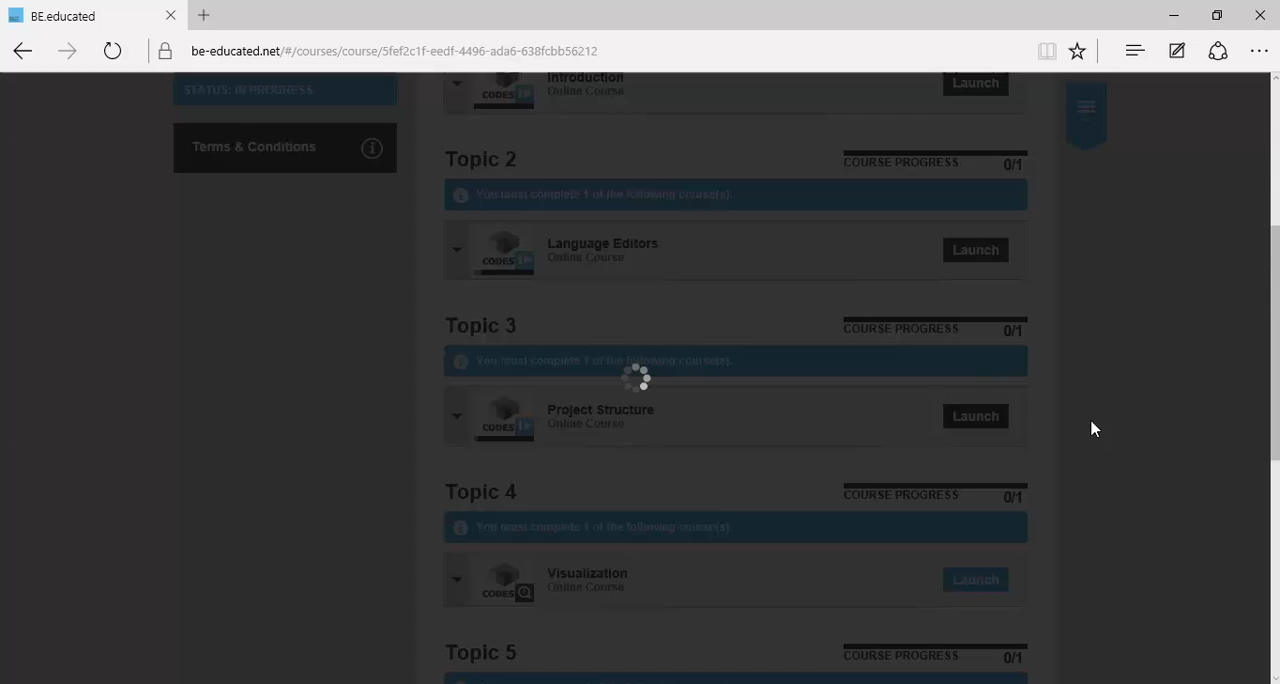 BE.educated
be-educated.net/#/courses/course/5fef2c1f-eedf-4496-ada6-638fcbb56212
STATUS: IN PROGRESS
Terms & Conditions
Introduction
Online Course
CODESYS
Launch
Topic 2
COURSE PROGRESS
0/1
You must complete 1 of the following course(s).
CODES
Language Editors
Online Course
Launch
Topic 3
COURSE PROGRESS
0/1
You must complete 1 of the following course(s).
CODES
Project Structure
Online Course
Launch
Topic 4
COURSE PROGRESS
0/1
You must complete 1 of the following course(s).
CODES
Visualization
Online Course
Launch
Topic 5
COURSE PROGRESS
0/1